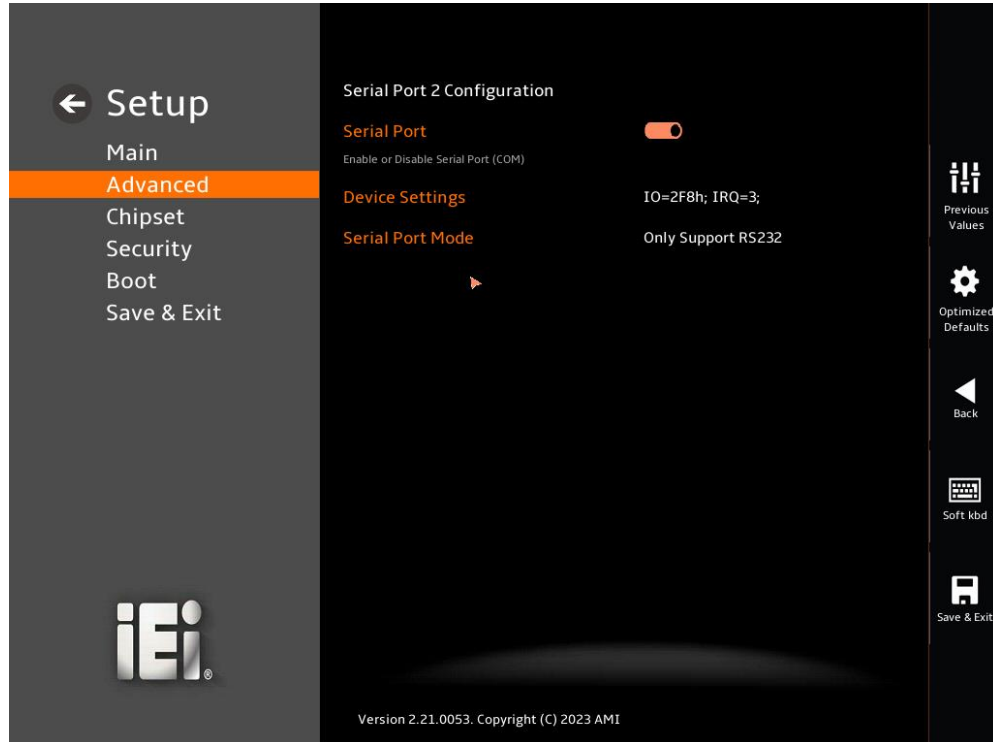 Setup
Main
Advanced
Chipset
Security
Boot
Save & Exit
iEi®
Serial Port 2 Configuration
Serial Port
Enable or Disable Serial Port (COM)
Device Settings IO=2F8h; IRQ=3;
Serial Port Mode Only Support RS232
Version 2.21.0053. Copyright (C) 2023 AMI
Previous
Values
Optimized
Defaults
Back
Soft kbd
Save & Exit